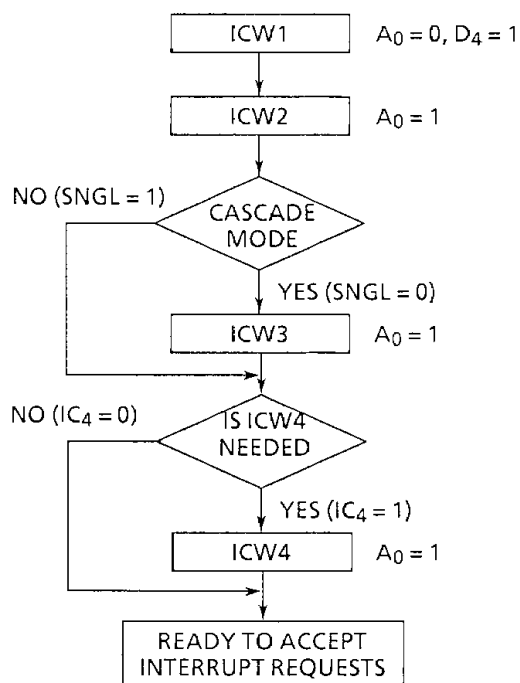 ICW1 A0 = 0, D4 = 1
ICW2 A0 = 1
NO (SNGL = 1)
CASCADE
MODE
YES (SNGL = 0)
ICW3 A0 = 1
NO (IC4 = 0)
IS ICW4
NEEDED
YES (IC4 = 1)
ICW4 A0 = 1
READY TO ACCEPT
INTERRUPT REQUESTS